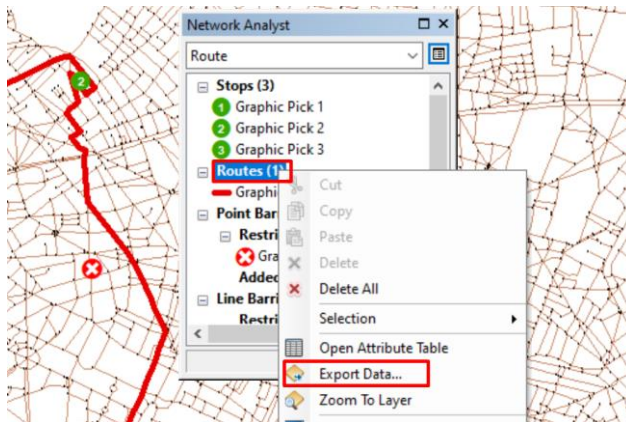 Network Analyst
Route
Stops (3)
1 Graphic Pick 1
2 Graphic Pick 2
3 Graphic Pick 3
Routes (1)
Graphi
Point Bar
Restri
Gra
Added
Line Barri
Restri
Cut
Copy
Paste
Delete
Delete All
Selection
Open Attribute Table
Export Data...
Zoom To Layer
2